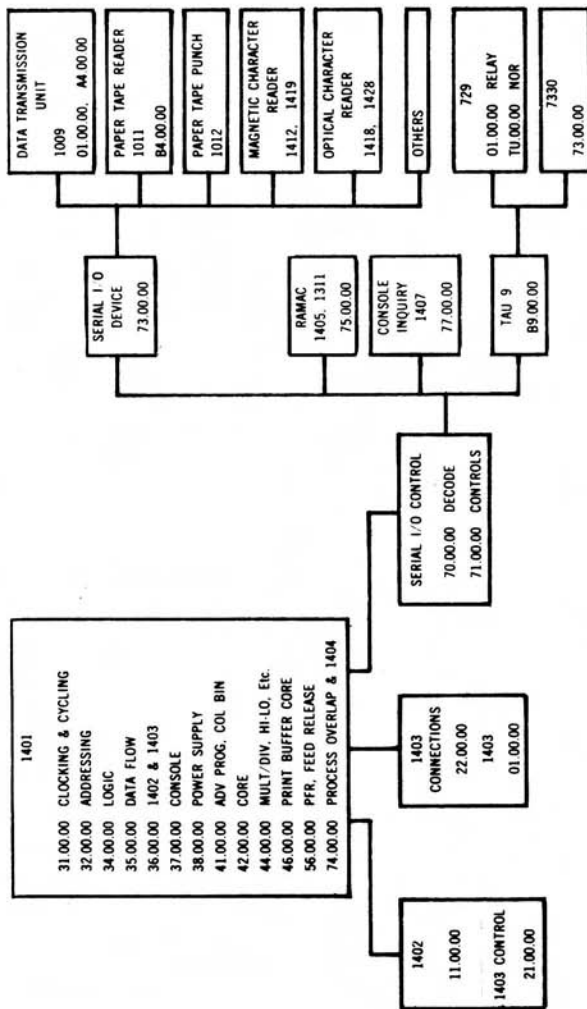 1401
31.00.00 CLOCKING & CYCLING
32.00.00 ADDRESSING
34.00.00 LOGIC
35.00.00 DATA FLOW
36.00.00 1402 & 1403
37.00.00 CONSOLE
38.00.00 POWER SUPPLY
41.00.00 ADV PROG, COL BIN
42.00.00 CORE
44.00.00 MULT/DIV, HI-LO, Etc.
46.00.00 PRINT BUFFER CORE
56.00.00 PFR, FEED RELEASE
74.00.00 PROCESS OVERLAP & 1404
1402
11.00.00
1403 CONTROL
21.00.00
1403
CONNECTIONS
22.00.00
1403
01.00.00
SERIAL I/O CONTROL
70.00.00 DECODE
71.00.00 CONTROLS
SERIAL I/O
DEVICE
73.00.00
RAMAC
1405, 1311
75.00.00
CONSOLE
INQUIRY
1407
77.00.00
TAU 9
B9.00.00
DATA TRANSMISSION
UNIT
1009
01.00.00, A4.00.00
PAPER TAPE READER
1011
B4.00.00
PAPER TAPE PUNCH
1012
MAGNETIC CHARACTER
READER
1412, 1419
OPTICAL CHARACTER
READER
1418, 1428
OTHERS
729
01.00.00 RELAY
TU.00.00 NOR
7330
73.00.00